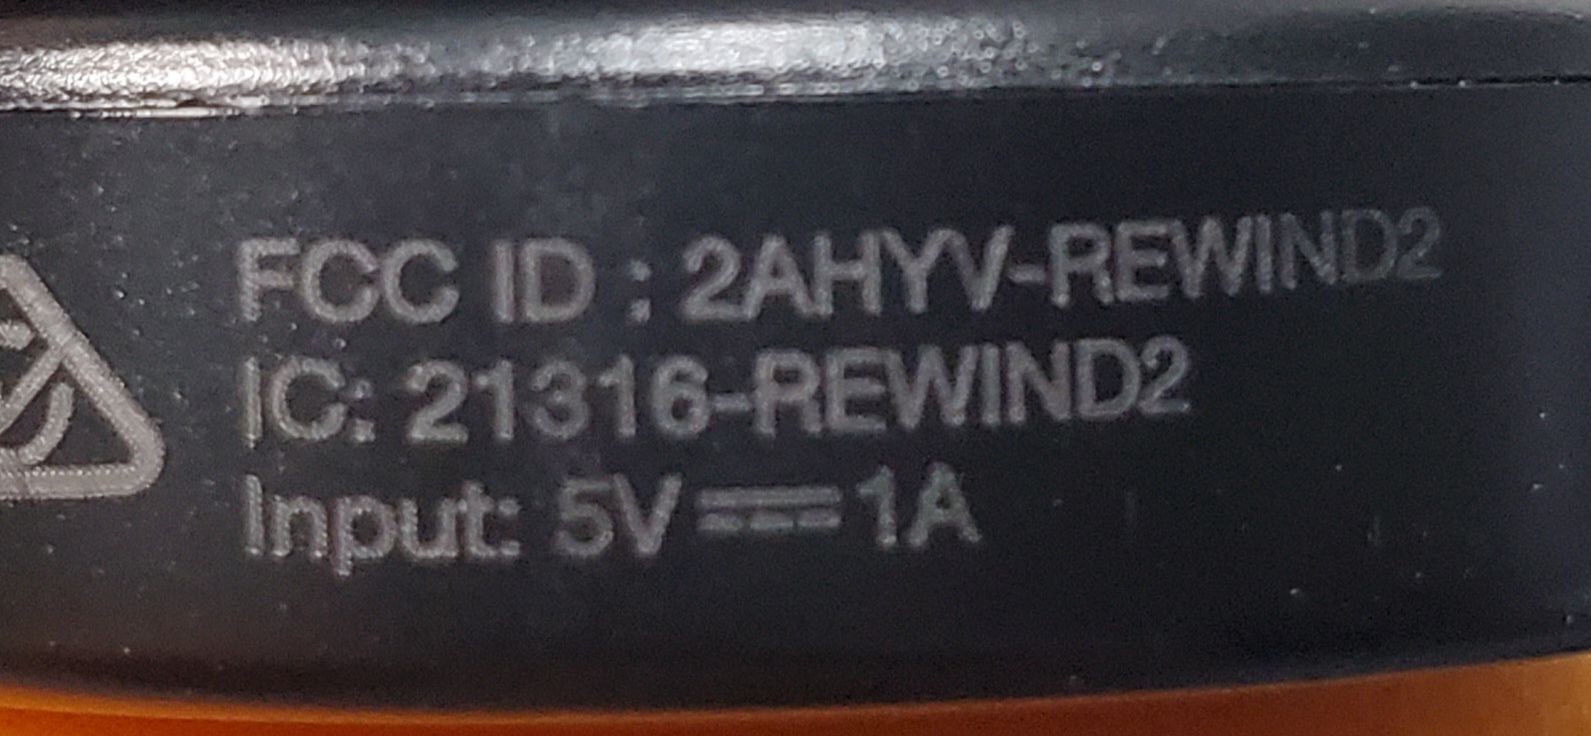 FCC ID : 2AHYV-REWIND2
IC: 21316-REWIND2
Input: 5V⎓1A